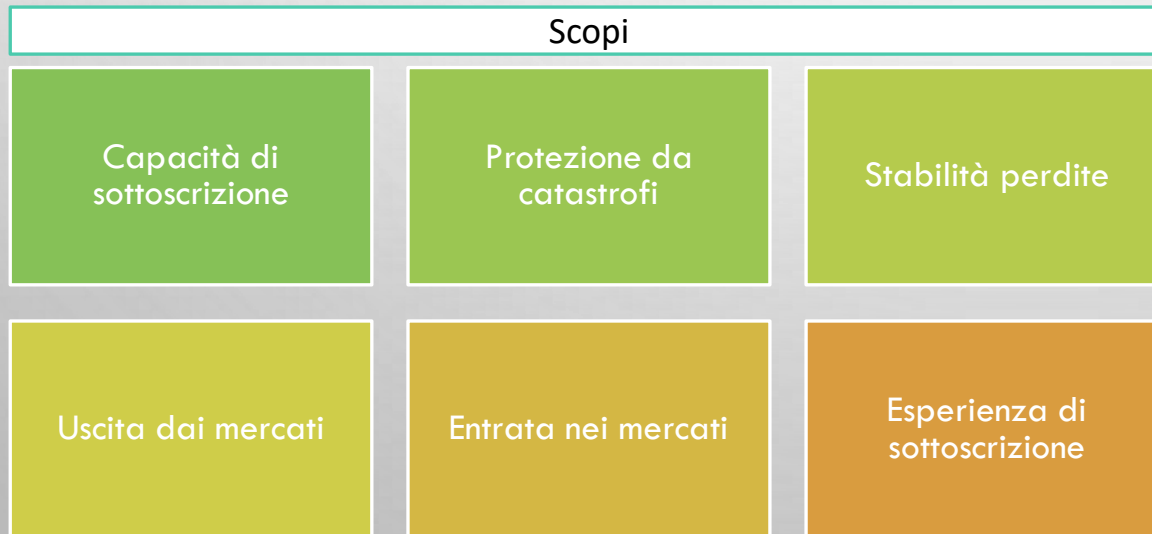 Scopi
Capacità di
sottoscrizione
Protezione da
catastrofi
Stabilità perdite
Uscita dai mercati
Entrata nei mercati
Esperienza di
sottoscrizione